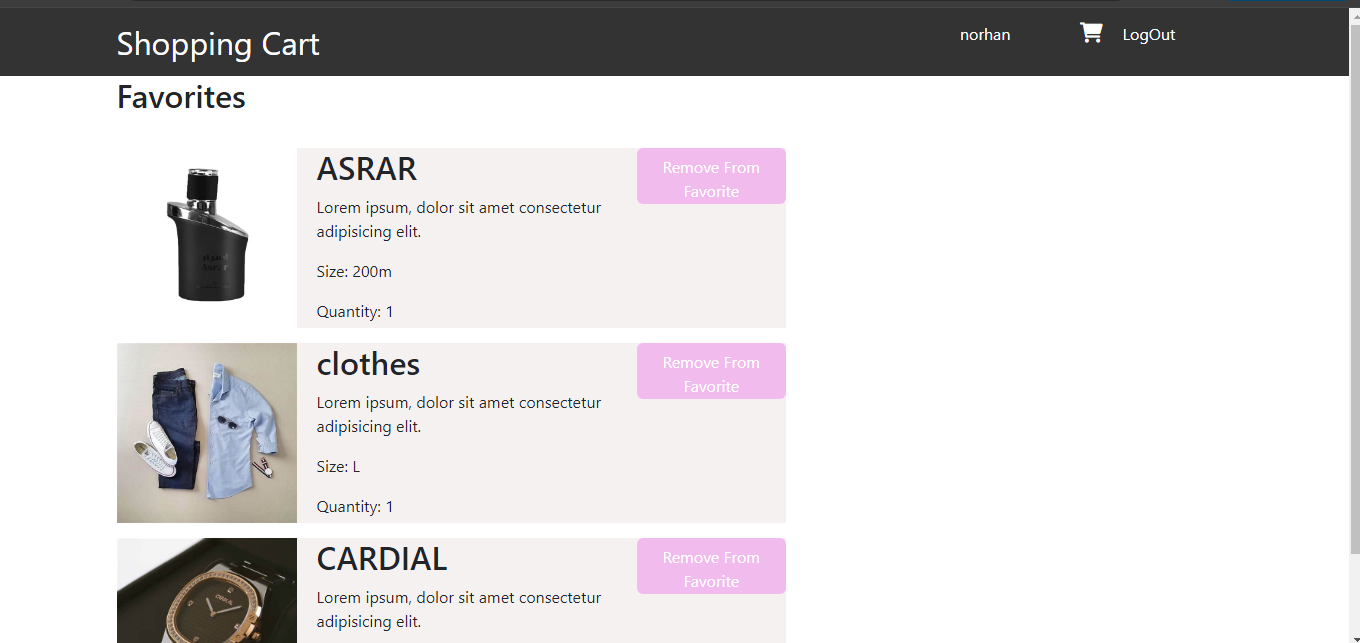 Shopping Cart
norhan
LogOut
Favorites
ASRAR
Remove From
Favorite
Lorem ipsum, dolor sit amet consectetur
adipisicing elit.
Size: 200m
Quantity: 1
clothes
Remove From
Favorite
Lorem ipsum, dolor sit amet consectetur
adipisicing elit.
Size: L
Quantity: 1
CARDIAL
Remove From
Favorite
Lorem ipsum, dolor sit amet consectetur
adipisicing elit.